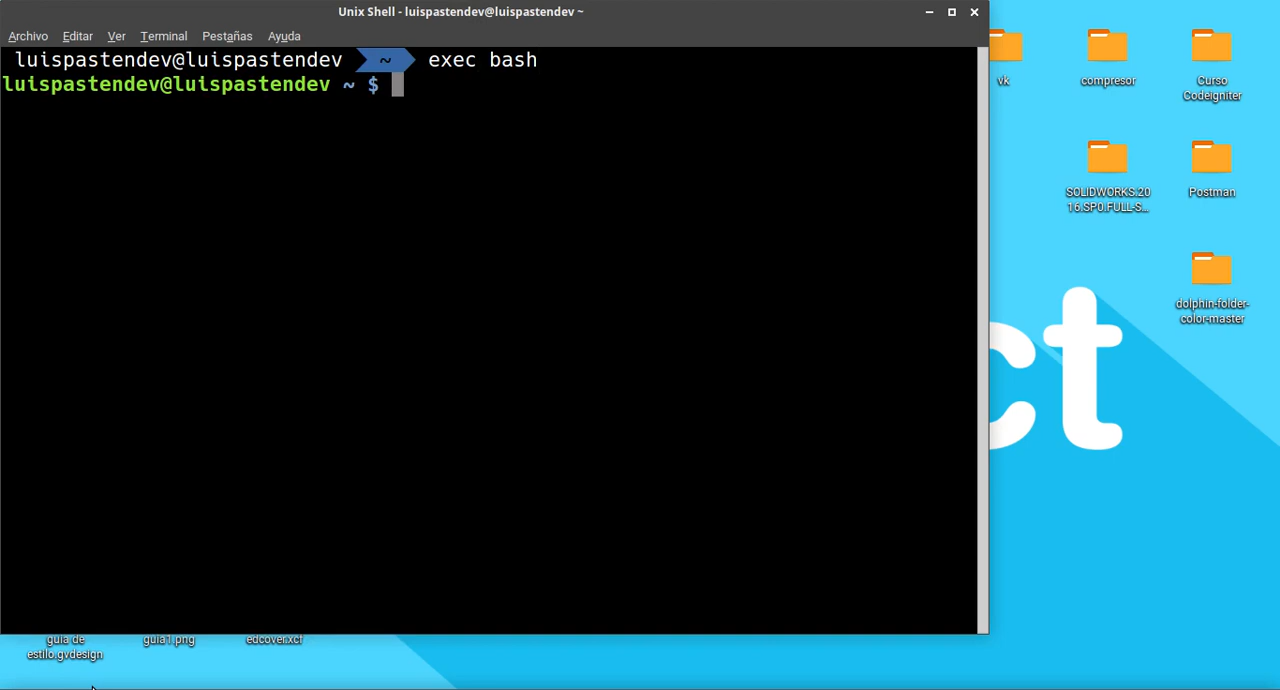 Unix Shell - luispastendev@luispastendev ~
Archivo Editar Ver Terminal Pestañas Ayuda
luispastendev@luispastendev ~ exec bash
luispastendev@luispastendev ~ $
vk
compresor
Curso
Codeigniter
SOLIDWORKS.20
16.SP0.FULL-S...
Postman
dolphin-folder-
color-master
ct
guia de
estilo.gvdesign
guia1.png
edcover.xcf